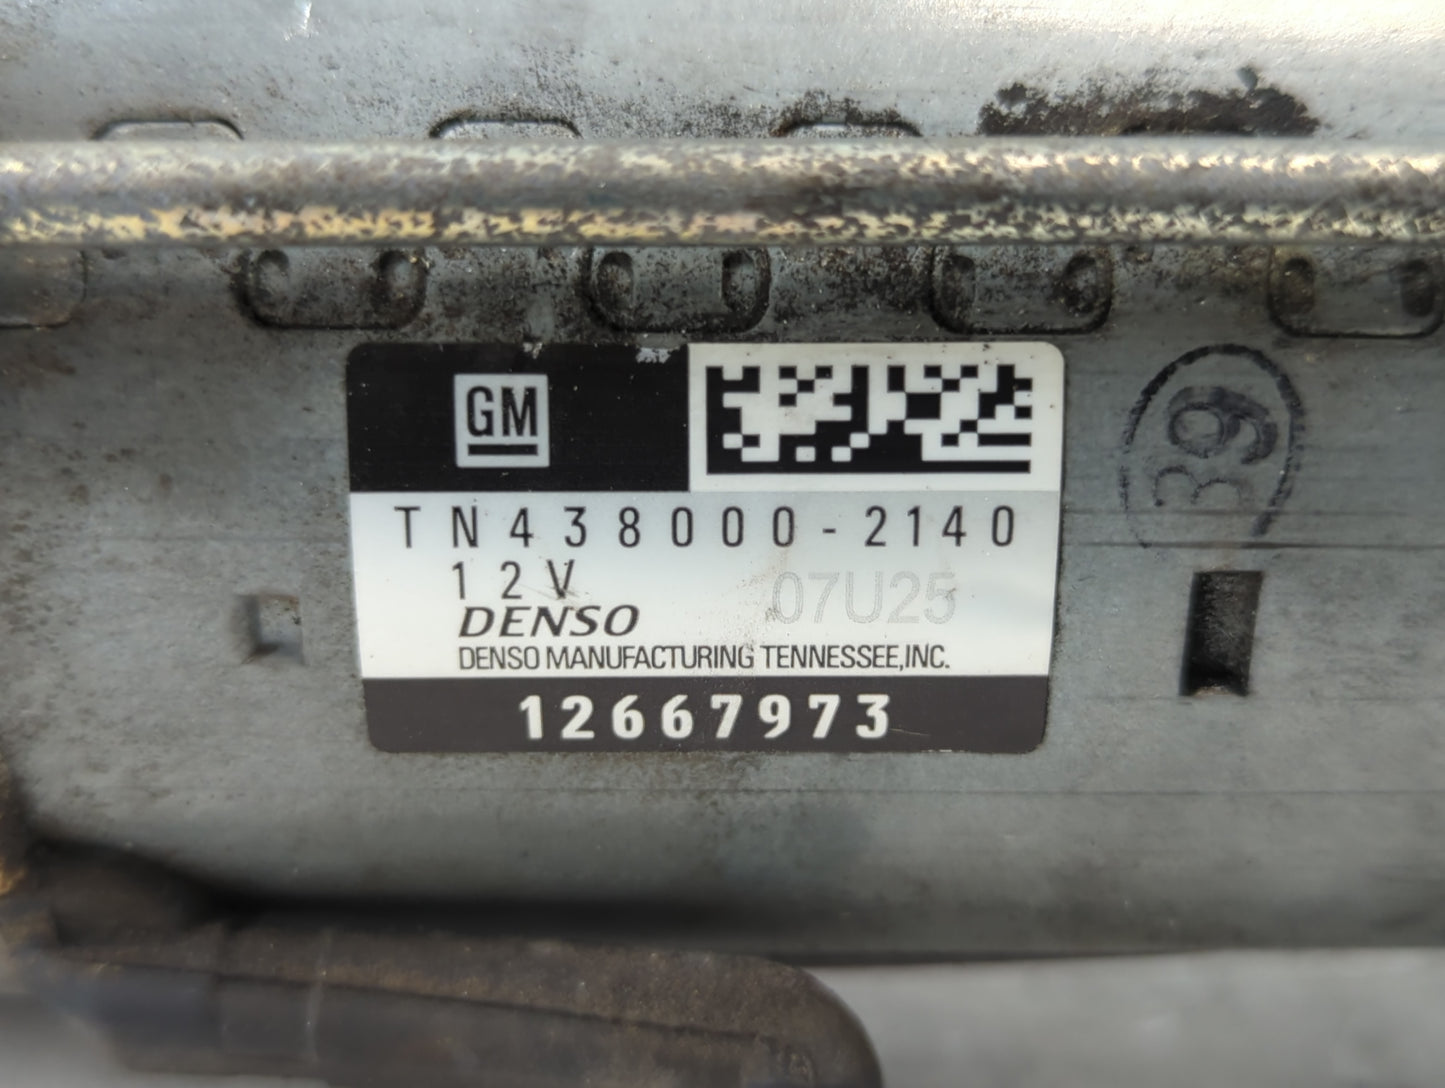 GM
TN438000-2140
12V
07U25
DENSO
DENSO MANUFACTURING TENNESSEE,INC.
12667973
39